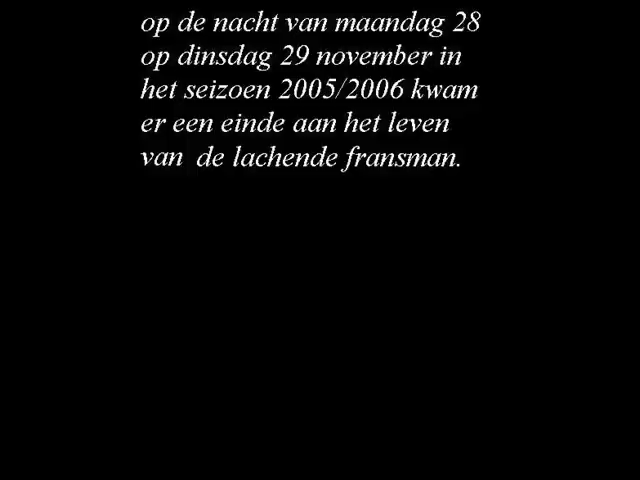 op de nacht van maandag 28
op dinsdag 29 november in
het seizoen 2005/2006 kwam
er een einde aan het leven
van de lachende fransman.